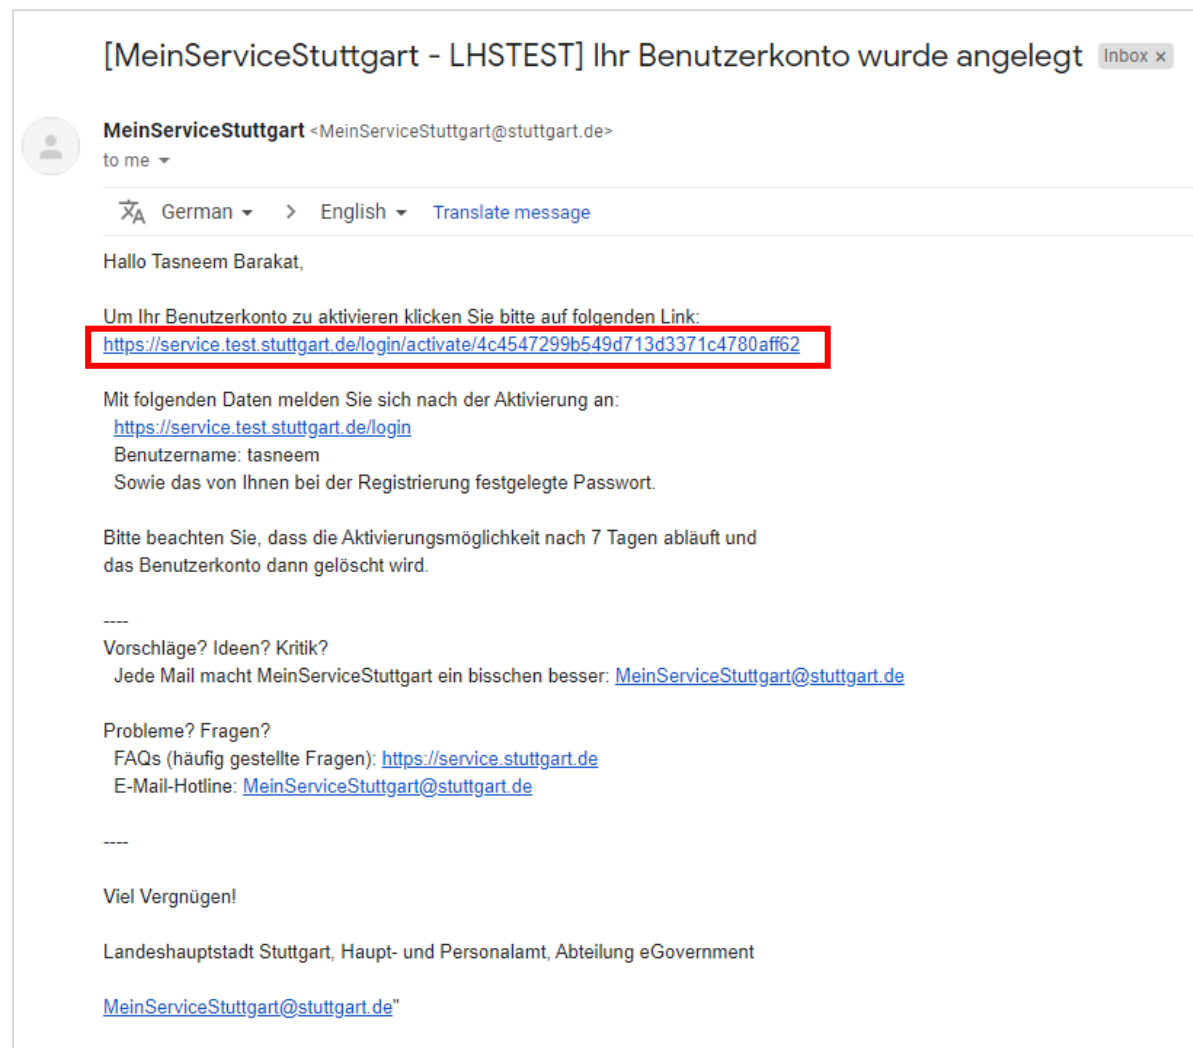 [MeinServiceStuttgart - LHSTEST] Ihr Benutzerkonto wurde angelegt Inbox x
MeinServiceStuttgart <MeinServiceStuttgart@stuttgart.de>
to me
German > English Translate message
Hallo Tasneem Barakat,
Um Ihr Benutzerkonto zu aktivieren klicken Sie bitte auf folgenden Link:
https://service.test.stuttgart.de/login/activate/4c4547299b549d713d3371c4780aff62
Mit folgenden Daten melden Sie sich nach der Aktivierung an:
https://service.test.stuttgart.de/login
Benutzername: tasneem
Sowie das von Ihnen bei der Registrierung festgelegte Passwort.
Bitte beachten Sie, dass die Aktivierungsmöglichkeit nach 7 Tagen abläuft und
das Benutzerkonto dann gelöscht wird.
----
Vorschläge? Ideen? Kritik?
Jede Mail macht MeinServiceStuttgart ein bisschen besser: MeinServiceStuttgart@stuttgart.de
Probleme? Fragen?
FAQs (häufig gestellte Fragen): https://service.stuttgart.de
E-Mail-Hotline: MeinServiceStuttgart@stuttgart.de
----
Viel Vergnügen!
Landeshauptstadt Stuttgart, Haupt- und Personalamt, Abteilung eGovernment
MeinServiceStuttgart@stuttgart.de"